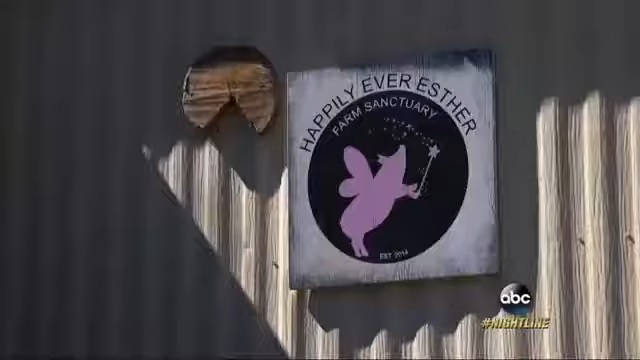 HAPPILY EVER ESTHER
FARM SANCTUARY
EST. 2014
abc
#NIGHTLINE